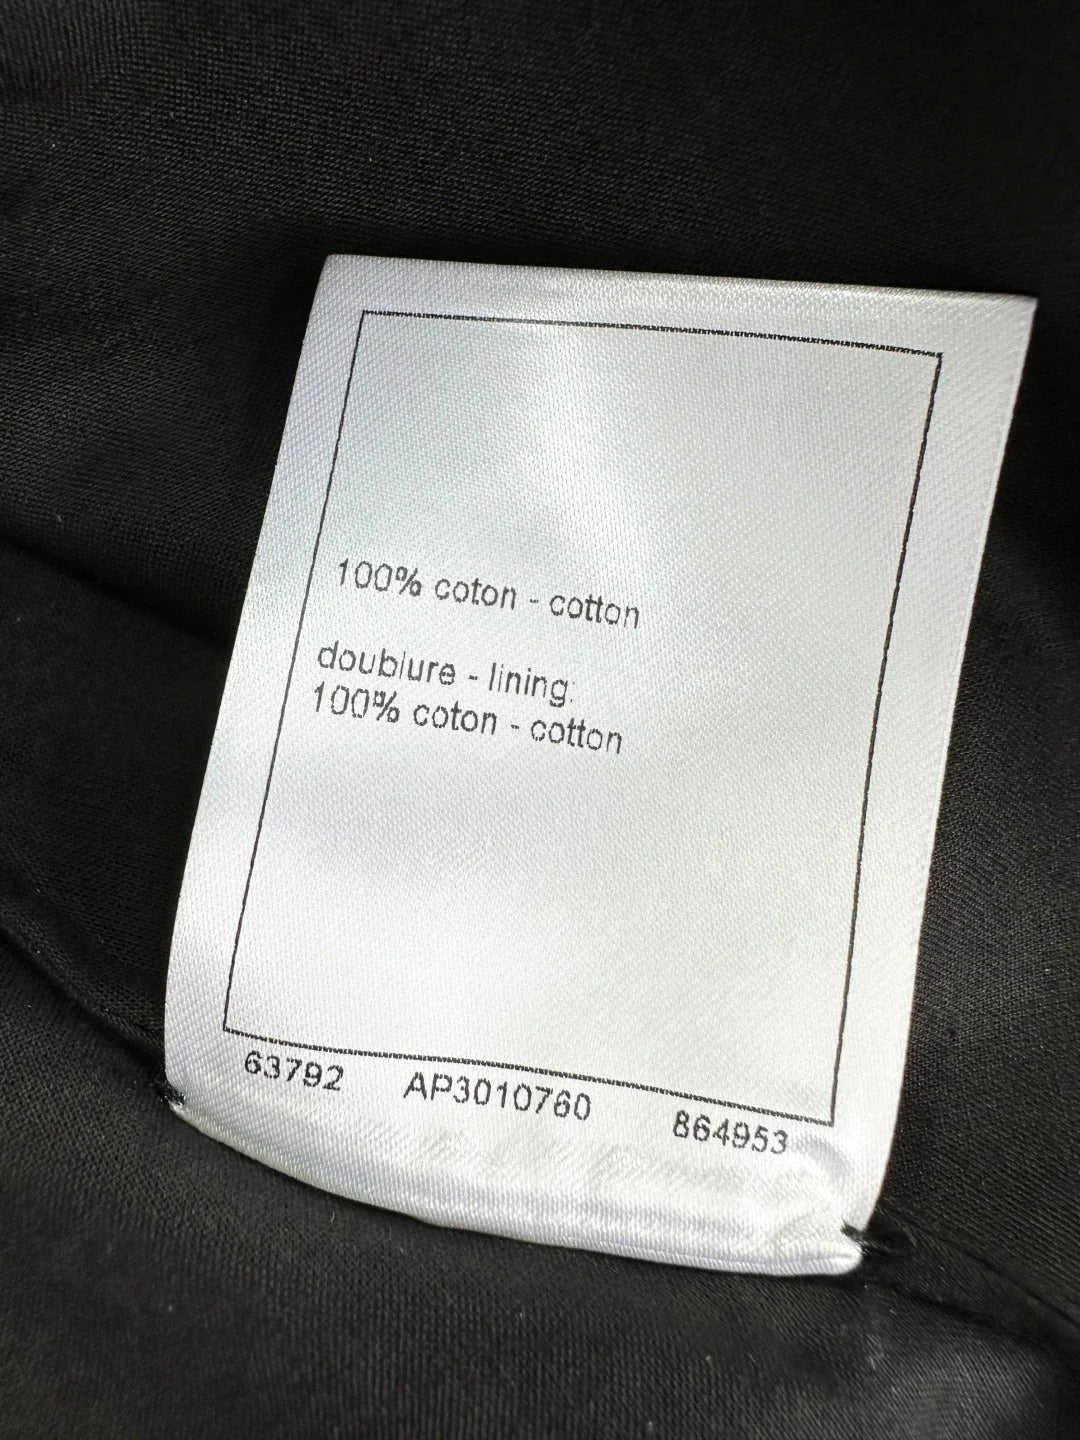 100% coton - cotton
doublure - lining:
100% coton - cotton
63792 AP3010760 864953